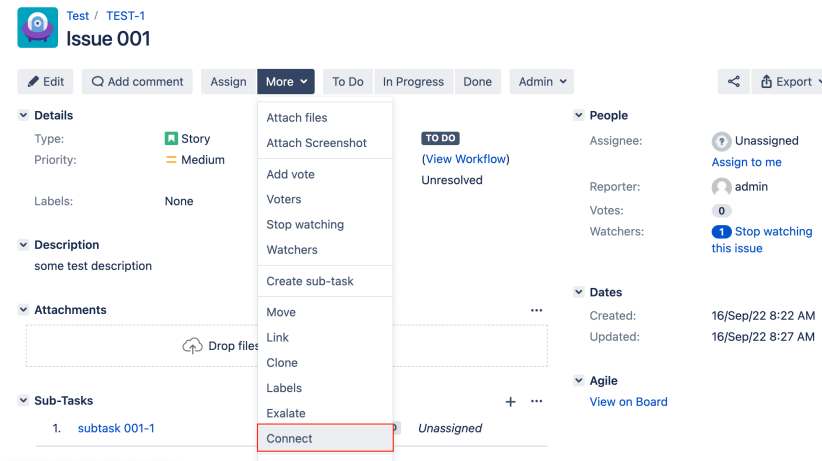 Test / TEST-1
Issue 001
Edit Add comment Assign More To Do In Progress Done Admin Export
Details
Type: Story
Priority: Medium
Labels: None
TO DO
(View Workflow)
Unresolved
Description
some test description
Attachments
Drop files
Sub-Tasks
1. subtask 001-1 Unassigned
Attach files
Attach Screenshot
Add vote
Voters
Stop watching
Watchers
Create sub-task
Move
Link
Clone
Labels
Exalate
Connect
People
Assignee: Unassigned
Assign to me
Reporter: admin
Votes: 0
Watchers: 1 Stop watching
this issue
Dates
Created: 16/Sep/22 8:22 AM
Updated: 16/Sep/22 8:27 AM
Agile
View on Board